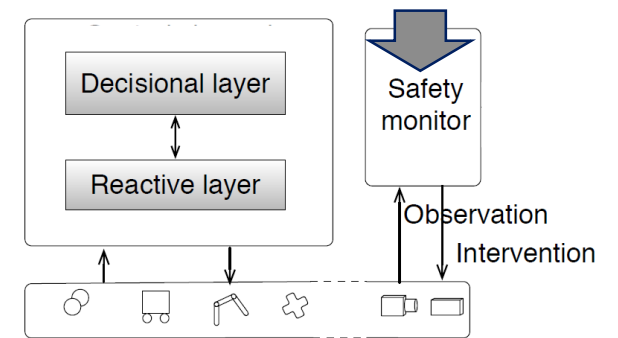 Decisional layer
Reactive layer
Safety
monitor
Observation
Intervention